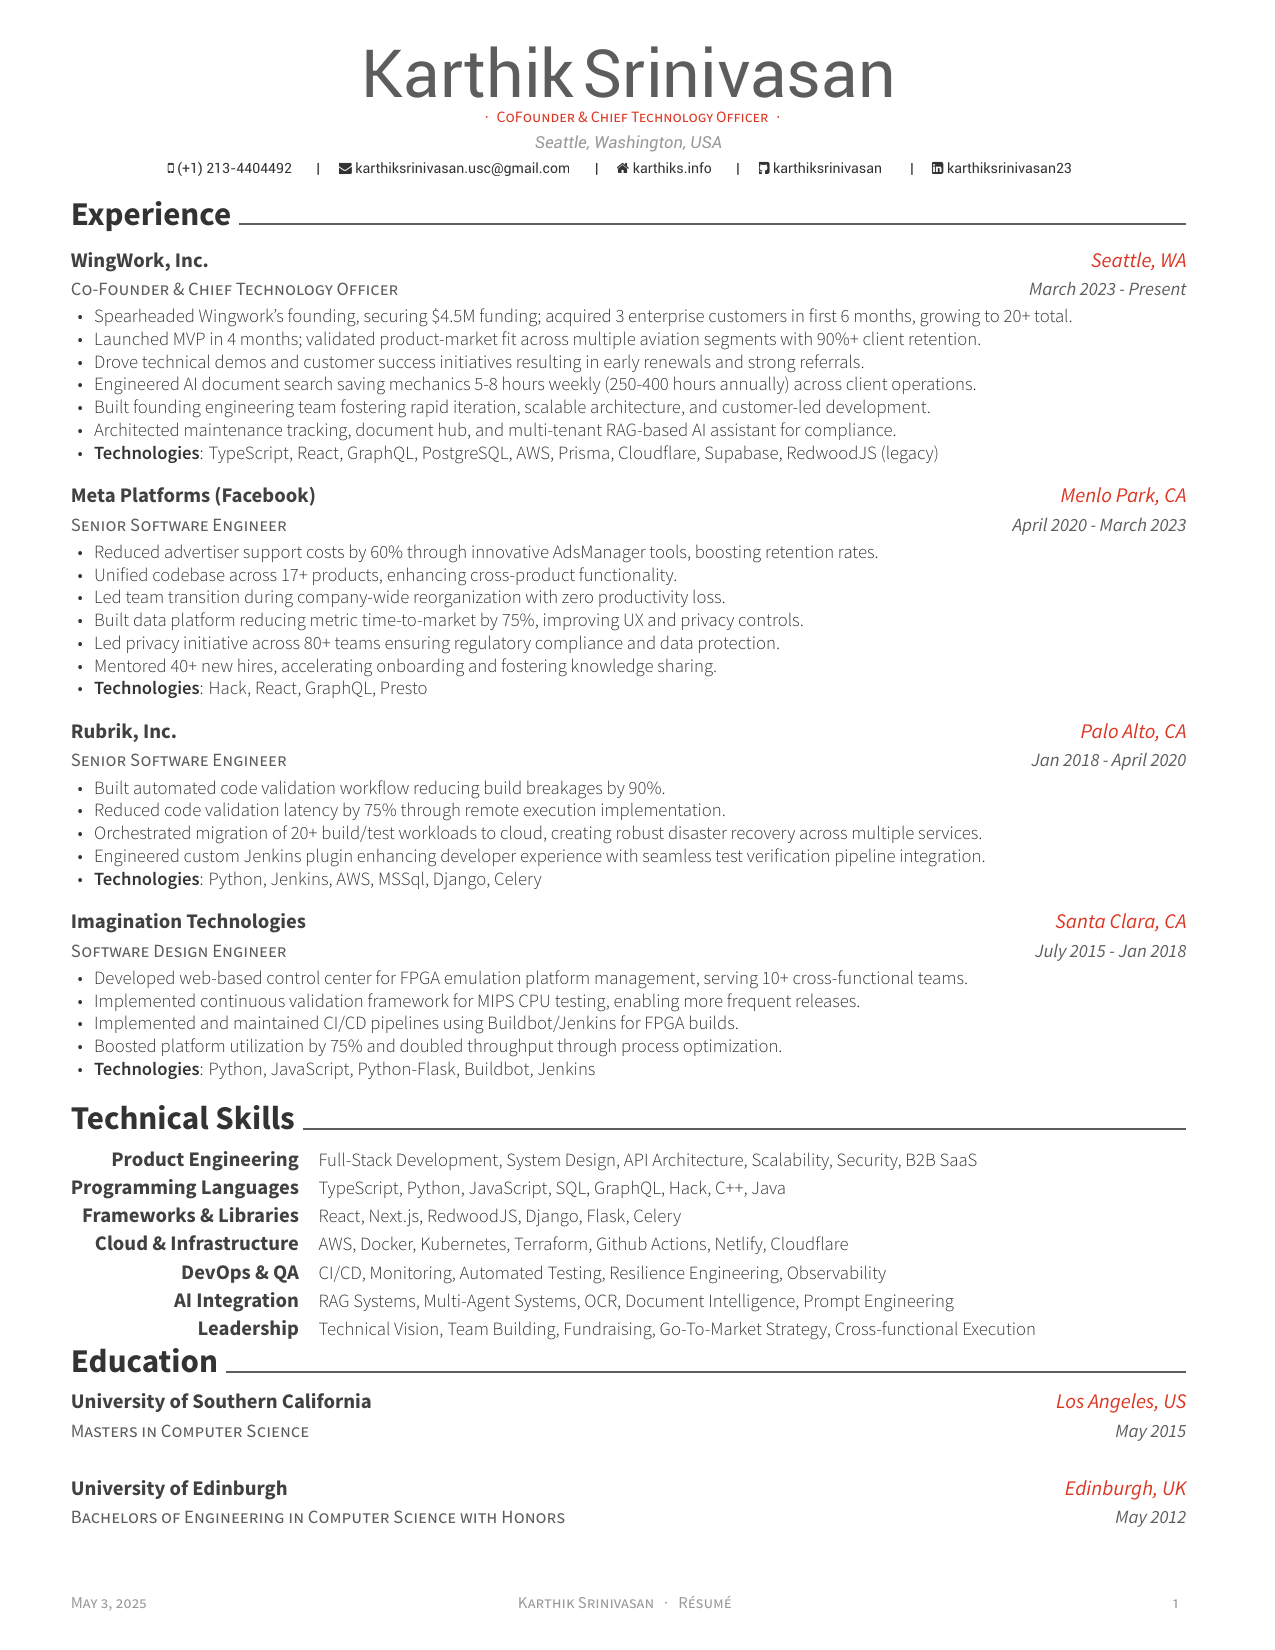 Karthik Srinivasan
· CoFounder & Chief Technology Officer ·
Seattle, Washington, USA
(+1) 213-4404492 | karthiksrinivasan.usc@gmail.com | karthiks.info | karthiksrinivasan | karthiksrinivasan23
Experience
WingWork, Inc. Seattle, WA
Co-Founder & Chief Technology Officer March 2023 - Present
• Spearheaded Wingwork’s founding, securing $4.5M funding; acquired 3 enterprise customers in first 6 months, growing to 20+ total.
• Launched MVP in 4 months; validated product-market fit across multiple aviation segments with 90%+ client retention.
• Drove technical demos and customer success initiatives resulting in early renewals and strong referrals.
• Engineered AI document search saving mechanics 5-8 hours weekly (250-400 hours annually) across client operations.
• Built founding engineering team fostering rapid iteration, scalable architecture, and customer-led development.
• Architected maintenance tracking, document hub, and multi-tenant RAG-based AI assistant for compliance.
• Technologies: TypeScript, React, GraphQL, PostgreSQL, AWS, Prisma, Cloudflare, Supabase, RedwoodJS (legacy)
Meta Platforms (Facebook) Menlo Park, CA
Senior Software Engineer April 2020 - March 2023
• Reduced advertiser support costs by 60% through innovative AdsManager tools, boosting retention rates.
• Unified codebase across 17+ products, enhancing cross-product functionality.
• Led team transition during company-wide reorganization with zero productivity loss.
• Built data platform reducing metric time-to-market by 75%, improving UX and privacy controls.
• Led privacy initiative across 80+ teams ensuring regulatory compliance and data protection.
• Mentored 40+ new hires, accelerating onboarding and fostering knowledge sharing.
• Technologies: Hack, React, GraphQL, Presto
Rubrik, Inc. Palo Alto, CA
Senior Software Engineer Jan 2018 - April 2020
• Built automated code validation workflow reducing build breakages by 90%.
• Reduced code validation latency by 75% through remote execution implementation.
• Orchestrated migration of 20+ build/test workloads to cloud, creating robust disaster recovery across multiple services.
• Engineered custom Jenkins plugin enhancing developer experience with seamless test verification pipeline integration.
• Technologies: Python, Jenkins, AWS, MSSql, Django, Celery
Imagination Technologies Santa Clara, CA
Software Design Engineer July 2015 - Jan 2018
• Developed web-based control center for FPGA emulation platform management, serving 10+ cross-functional teams.
• Implemented continuous validation framework for MIPS CPU testing, enabling more frequent releases.
• Implemented and maintained CI/CD pipelines using Buildbot/Jenkins for FPGA builds.
• Boosted platform utilization by 75% and doubled throughput through process optimization.
• Technologies: Python, JavaScript, Python-Flask, Buildbot, Jenkins
Technical Skills
Product Engineering Full-Stack Development, System Design, API Architecture, Scalability, Security, B2B SaaS
Programming Languages TypeScript, Python, JavaScript, SQL, GraphQL, Hack, C++, Java
Frameworks & Libraries React, Next.js, RedwoodJS, Django, Flask, Celery
Cloud & Infrastructure AWS, Docker, Kubernetes, Terraform, Github Actions, Netlify, Cloudflare
DevOps & QA CI/CD, Monitoring, Automated Testing, Resilience Engineering, Observability
AI Integration RAG Systems, Multi-Agent Systems, OCR, Document Intelligence, Prompt Engineering
Leadership Technical Vision, Team Building, Fundraising, Go-To-Market Strategy, Cross-functional Execution
Education
University of Southern California Los Angeles, US
Masters in Computer Science May 2015
University of Edinburgh Edinburgh, UK
Bachelors of Engineering in Computer Science with Honors May 2012
May 3, 2025 Karthik Srinivasan · Résumé 1